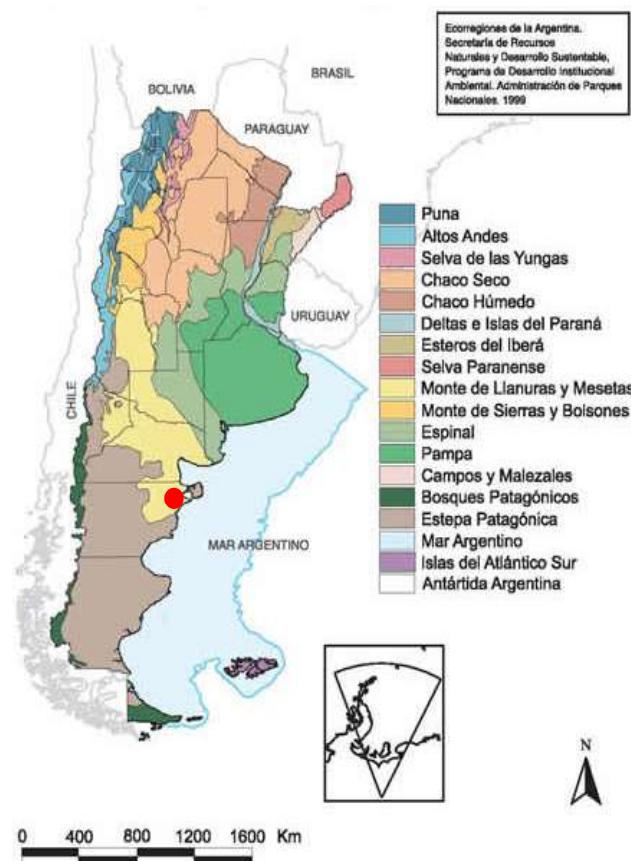 Ecorregiones de la Argentina.
Secretaría de Recursos
Naturales y Desarrollo Sustentable,
Programa de Desarrollo Institucional
Ambiental. Administración de Parques
Nacionales. 1999
BRASIL
BOLIVIA
PARAGUAY
URUGUAY
CHILE
MAR ARGENTINO
Puna
Altos Andes
Selva de las Yungas
Chaco Seco
Chaco Húmedo
Deltas e Islas del Paraná
Esteros del Iberá
Selva Paranense
Monte de Llanuras y Mesetas
Monte de Sierras y Bolsones
Espinal
Pampa
Campos y Malezales
Bosques Patagónicos
Estepa Patagónica
Mar Argentino
Islas del Atlántico Sur
Antártida Argentina
N
0 400 800 1200 1600 Km